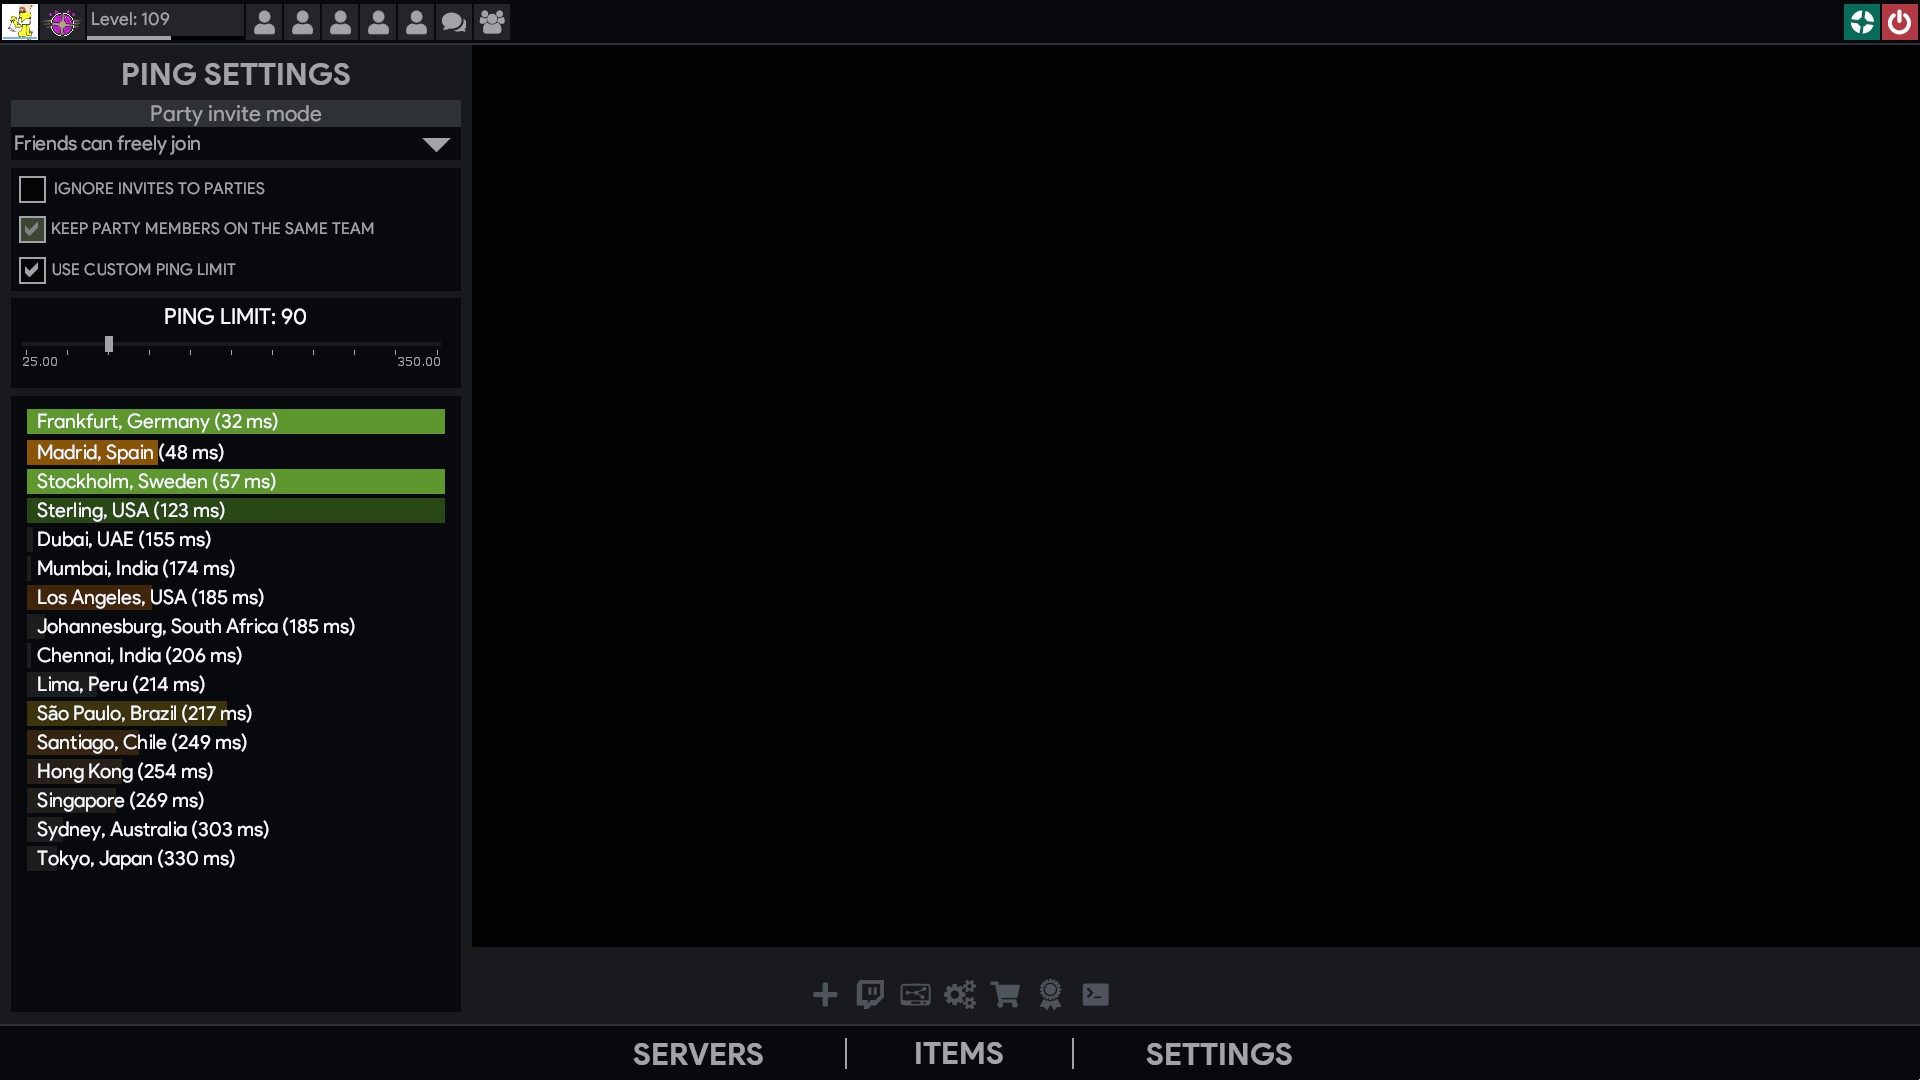 Level: 109
PING SETTINGS
Party invite mode
Friends can freely join
IGNORE INVITES TO PARTIES
KEEP PARTY MEMBERS ON THE SAME TEAM
USE CUSTOM PING LIMIT
PING LIMIT: 90
25.00 350.00
Frankfurt, Germany (32 ms)
Madrid, Spain (48 ms)
Stockholm, Sweden (57 ms)
Sterling, USA (123 ms)
Dubai, UAE (155 ms)
Mumbai, India (174 ms)
Los Angeles, USA (185 ms)
Johannesburg, South Africa (185 ms)
Chennai, India (206 ms)
Lima, Peru (214 ms)
São Paulo, Brazil (217 ms)
Santiago, Chile (249 ms)
Hong Kong (254 ms)
Singapore (269 ms)
Sydney, Australia (303 ms)
Tokyo, Japan (330 ms)
SERVERS
ITEMS
SETTINGS